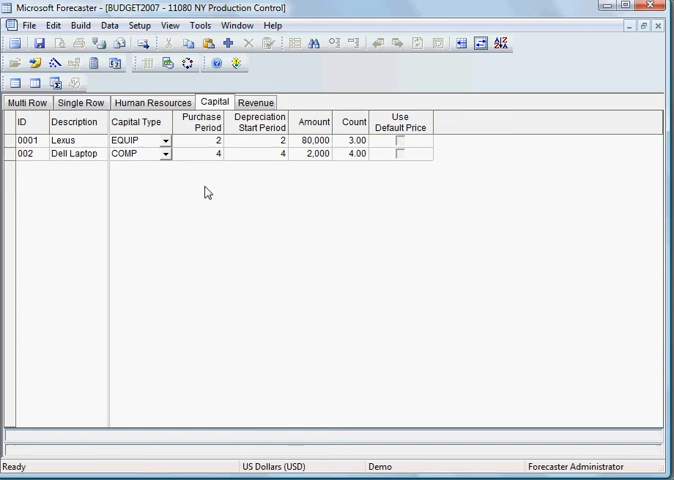 Microsoft Forecaster - [BUDGET2007 - 11080 NY Production Control]
File Edit Build Data Setup View Tools Window Help
Multi Row Single Row Human Resources Capital Revenue
ID Description Capital Type Purchase Period Depreciation Start Period Amount Count Use Default Price
0001 Lexus EQUIP 2 2 80,000 3.00
002 Dell Laptop COMP 4 4 2,000 4.00
Ready US Dollars (USD) Demo Forecaster Administrator